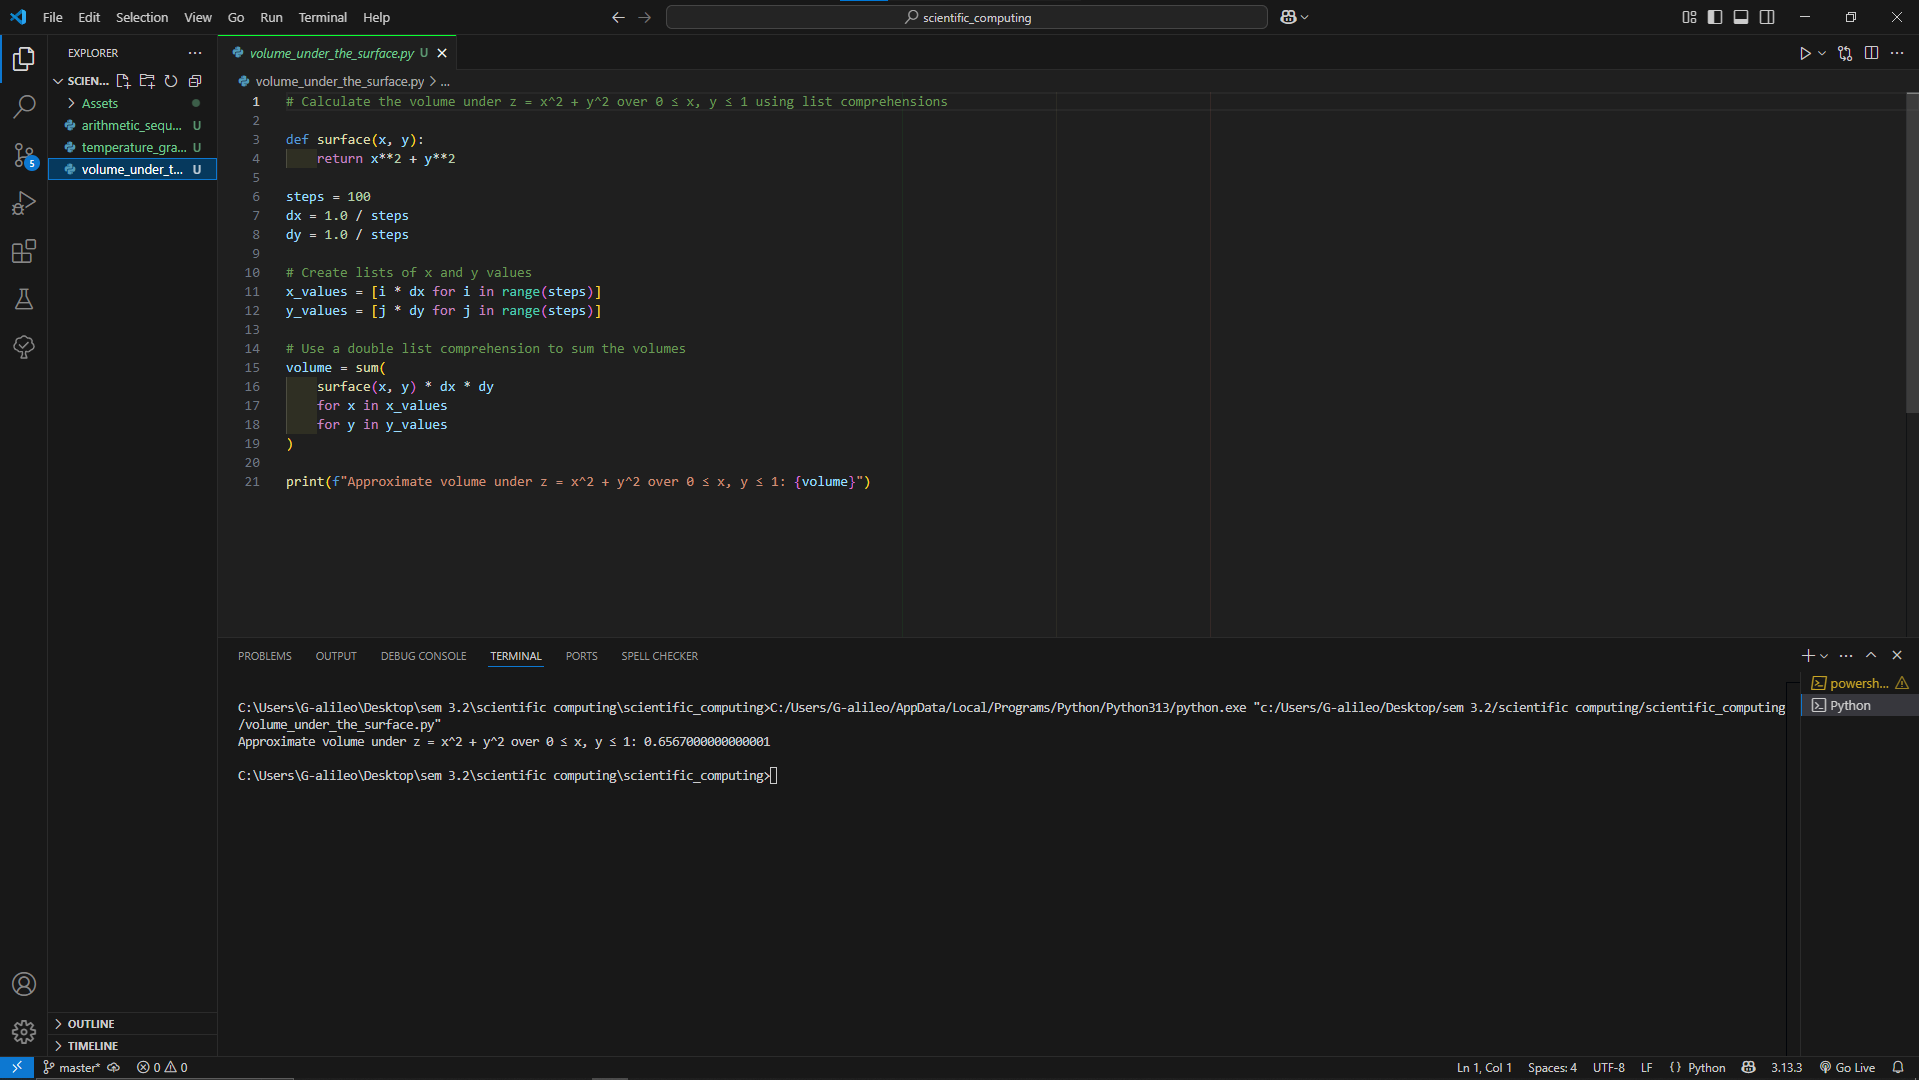 File Edit Selection View Go Run Terminal Help
scientific_computing
EXPLORER
SCIEN...
Assets
arithmetic_sequ... U
temperature_gra... U
volume_under_t... U
5
OUTLINE
TIMELINE
volume_under_the_surface.py U
volume_under_the_surface.py > ...
1 # Calculate the volume under z = x^2 + y^2 over 0 ≤ x, y ≤ 1 using list comprehensions
2
3 def surface(x, y):
4 return x**2 + y**2
5
6 steps = 100
7 dx = 1.0 / steps
8 dy = 1.0 / steps
9
10 # Create lists of x and y values
11 x_values = [i * dx for i in range(steps)]
12 y_values = [j * dy for j in range(steps)]
13
14 # Use a double list comprehension to sum the volumes
15 volume = sum(
16 surface(x, y) * dx * dy
17 for x in x_values
18 for y in y_values
19 )
20
21 print(f"Approximate volume under z = x^2 + y^2 over 0 ≤ x, y ≤ 1: {volume}")
PROBLEMS OUTPUT DEBUG CONSOLE TERMINAL PORTS SPELL CHECKER
C:\Users\G-alileo\Desktop\sem 3.2\scientific computing\scientific_computing>C:/Users/G-alileo/AppData/Local/Programs/Python/Python313/python.exe "c:/Users/G-alileo/Desktop/sem 3.2/scientific computing/scientific_computing
/volume_under_the_surface.py"
Approximate volume under z = x^2 + y^2 over 0 ≤ x, y ≤ 1: 0.6567000000000001
C:\Users\G-alileo\Desktop\sem 3.2\scientific computing\scientific_computing>
powersh...
Python
master* 0 0
Ln 1, Col 1 Spaces: 4 UTF-8 LF {} Python 3.13.3 Go Live